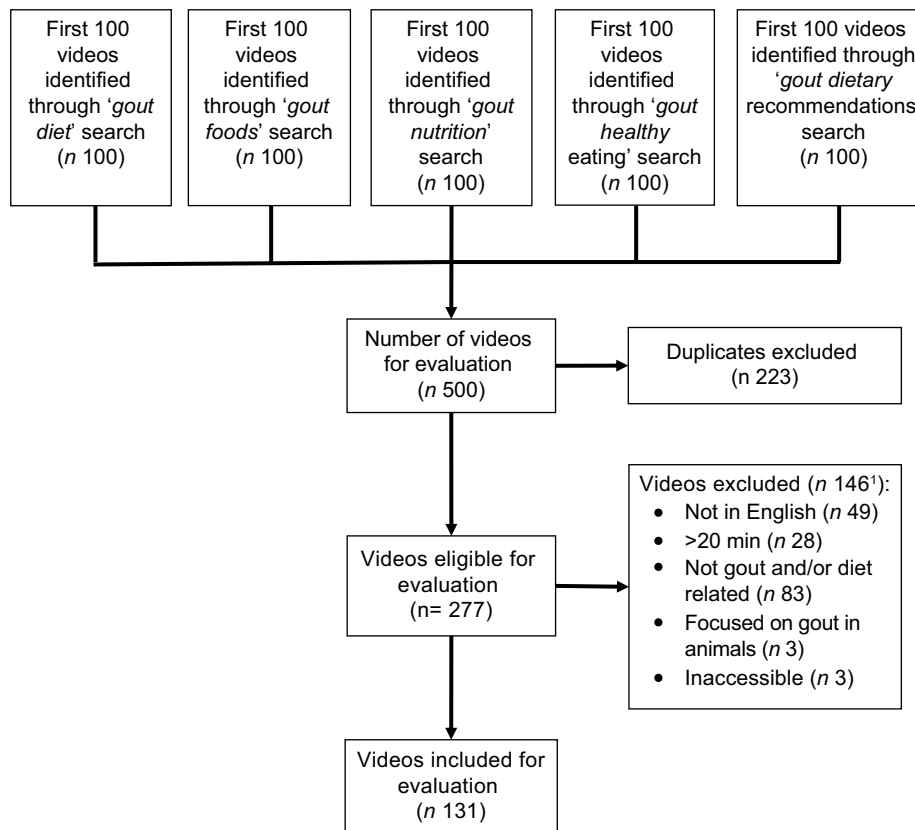 First 100
videos
identified
through ‘gout
diet’ search
(n 100)
First 100
videos
identified
through ‘gout
foods’ search
(n 100)
First 100
videos
identified
through ‘gout
nutrition’
search
(n 100)
First 100
videos
identified
through ‘gout
healthy
eating’ search
(n 100)
First 100 videos
identified through
‘gout dietary
recommendations
search
(n 100)
Number of videos
for evaluation
(n 500)
Duplicates excluded
(n 223)
Videos eligible for
evaluation
(n= 277)
Videos excluded (n 146¹):
• Not in English (n 49)
• >20 min (n 28)
• Not gout and/or diet
related (n 83)
• Focused on gout in
animals (n 3)
• Inaccessible (n 3)
Videos included for
evaluation
(n 131)